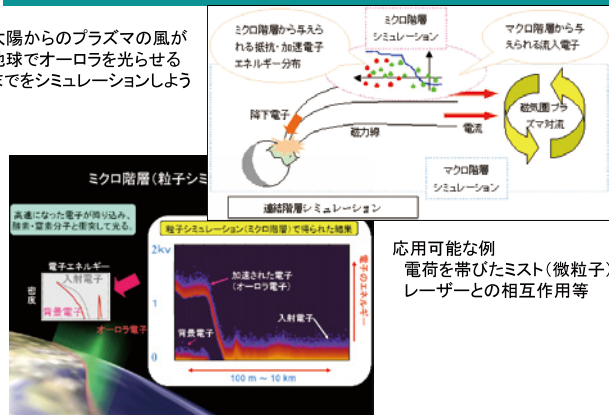 太陽からのプラズマの風が
地球でオーロラを光らせる
までをシミュレーションしよう
ミクロ階層から与えら
れる抵抗・加速電子
エネルギー分布
ミクロ階層
シミュレーション
マクロ階層から与
えられる流入電子
降下電子
磁力線
電流
磁気圏プラ
ズマ対流
マクロ階層
シミュレーション
連結階層シミュレーション
ミクロ階層(粒子シミ
高速になった電子が降り込み、
酸素・窒素分子と衝突して光る。
電子エネルギー
入射電子
密度
背景電子
オーロラ電子
粒子シミュレーション(ミクロ階層)で得られた結果
2kv
1
0
加速された電子
(オーロラ電子)
背景電子
入射電子
電子のエネルギー
100 m ~ 10 km
応用可能な例
電荷を帯びたミスト(微粒子)
レーザーとの相互作用等